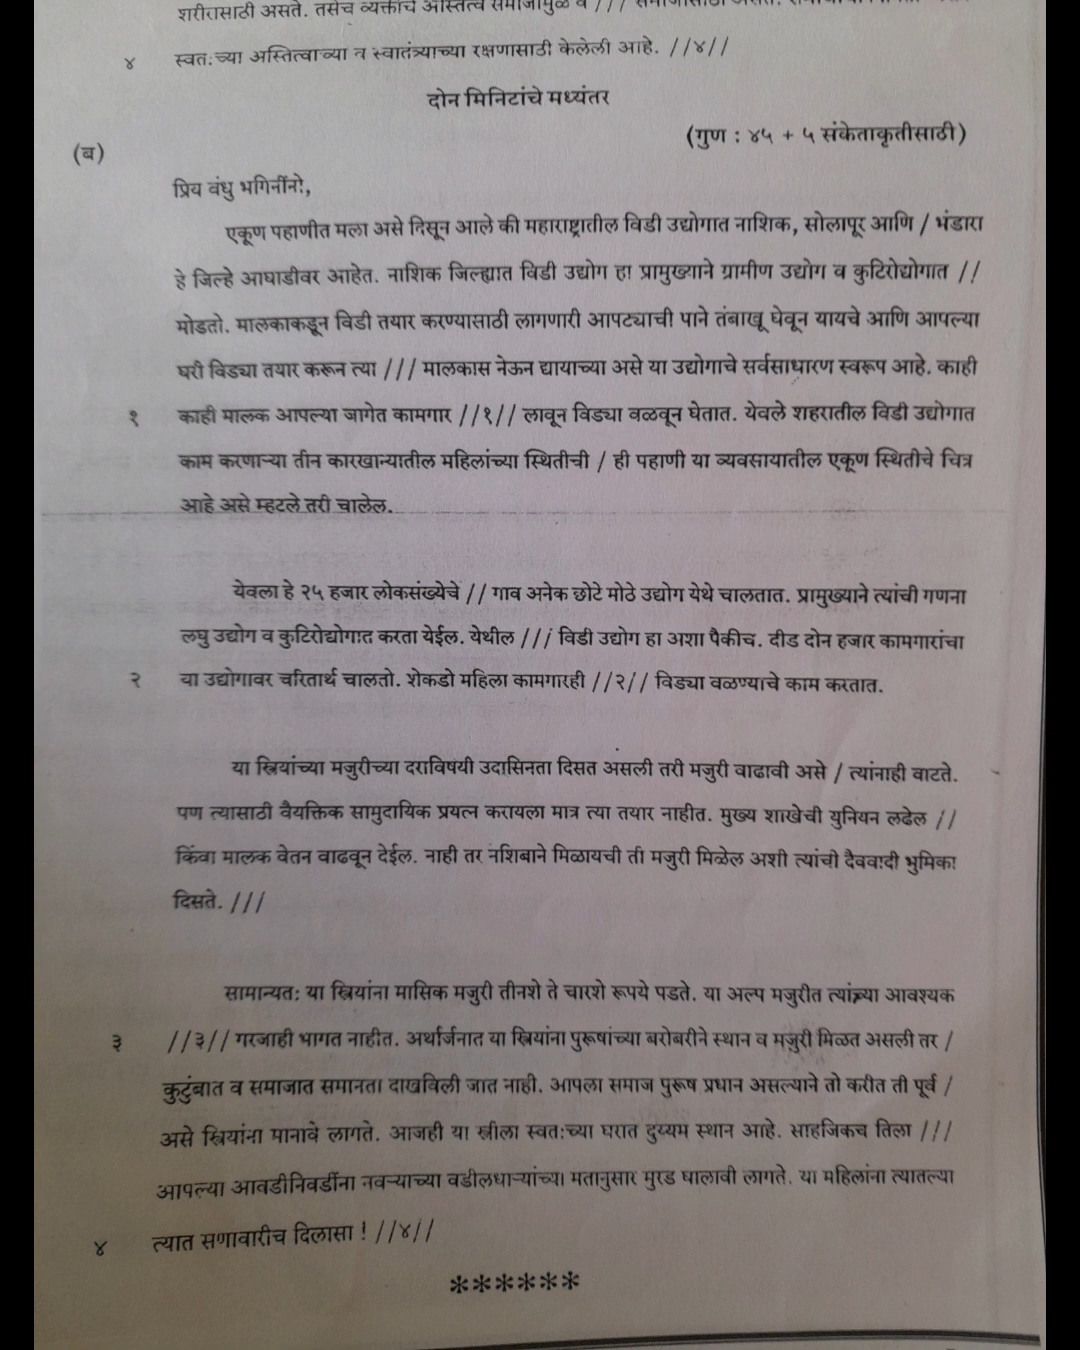 शरीरासाठी असते. तसेच व्यक्तीचे अस्तित्व समाजामुळे व / / /
४ स्वतःच्या अस्तित्वाच्या व स्वातंत्र्याच्या रक्षणासाठी केलेली आहे. / /४/ /
दोन मिनिटांचे मध्यंतर
(गुण : ४५ + ५ संकेताकृतीसाठी)
(ब)
प्रिय बंधु भगिनींनो,
एकूण पहाणीत मला असे दिसून आले की महाराष्ट्रातील विडी उद्योगात नाशिक, सोलापूर आणि / भंडारा
हे जिल्हे आघाडीवर आहेत. नाशिक जिल्ह्यात विडी उद्योग हा प्रामुख्याने ग्रामीण उद्योग व कुटिरोद्योगात / /
मोडतो. मालकाकडून विडी तयार करण्यासाठी लागणारी आपट्याची पाने तंबाखू घेवून यायचे आणि आपल्या
घरी विड्या तयार करून त्या / / / मालकास नेऊन द्यायाच्या असे या उद्योगाचे सर्वसाधारण स्वरूप आहे. काही
१ काही मालक आपल्या जागेत कामगार / /१/ / लावून विड्या वळवून घेतात. येवले शहरातील विडी उद्योगात
काम करणाऱ्या तीन कारखान्यातील महिलांच्या स्थितीची / ही पहाणी या व्यवसायातील एकूण स्थितीचे चित्र
आहे असे म्हटले तरी चालेल.
येवला हे २५ हजार लोकसंख्येचे / / गाव अनेक छोटे मोठे उद्योग येथे चालतात. प्रामुख्याने त्यांची गणना
लघु उद्योग व कुटिरोद्योगात करता येईल. येथील / / / विडी उद्योग हा अशा पैकीच. दीड दोन हजार कामगारांचा
२ या उद्योगावर चरितार्थ चालतो. शेकडो महिला कामगारही / /२/ / विड्या वळण्याचे काम करतात.
या स्त्रियांच्या मजुरीच्या दराविषयी उदासिनता दिसत असली तरी मजुरी वाढावी असे / त्यांनाही वाटते.
पण त्यासाठी वैयक्तिक सामुदायिक प्रयत्न करायला मात्र त्या तयार नाहीत. मुख्य शाखेची युनियन लढेल / /
किंवा मालक वेतन वाढवून देईल. नाही तर नशिबाने मिळायची ती मजुरी मिळेल अशी त्यांची दैववादी भुमिका
दिसते. / / /
सामान्यतः या स्त्रियांना मासिक मजुरी तीनशे ते चारशे रूपये पडते. या अल्प मजुरीत त्यांच्या आवश्यक
३ / /३/ / गरजाही भागत नाहीत. अर्थार्जनात या स्त्रियांना पुरूषांच्या बरोबरीने स्थान व मजुरी मिळत असली तर /
कुटुंबात व समाजात समानता दाखविली जात नाही. आपला समाज पुरूष प्रधान असल्याने तो करीत ती पूर्व /
असे स्त्रियांना मानावे लागते. आजही या स्त्रीला स्वतःच्या घरात दुय्यम स्थान आहे. साहजिकच तिला / / /
आपल्या आवडीनिवडींना नवऱ्याच्या वडीलधाऱ्यांच्या मतानुसार मुरड घालावी लागते. या महिलांना त्यातल्या
४ त्यात सणावारीच दिलासा ! / /४/ /
******